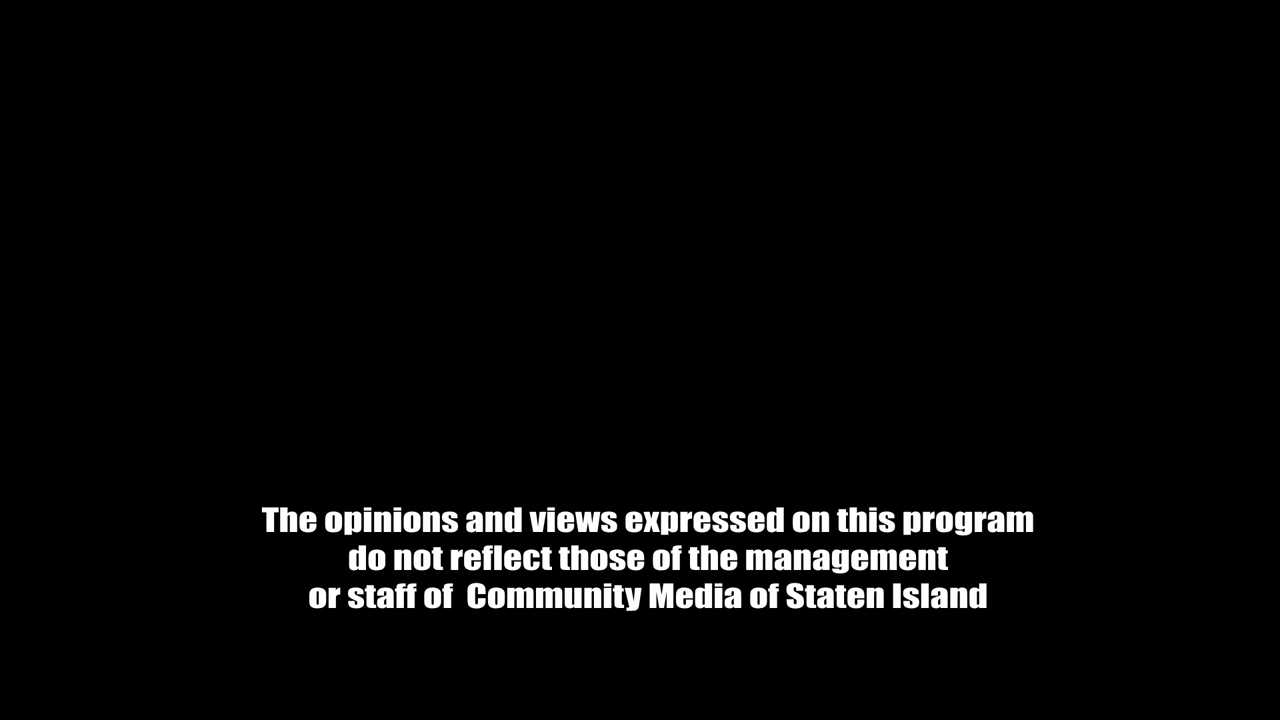 The opinions and views expressed on this program
do not reflect those of the management
or staff of  Community Media of Staten Island